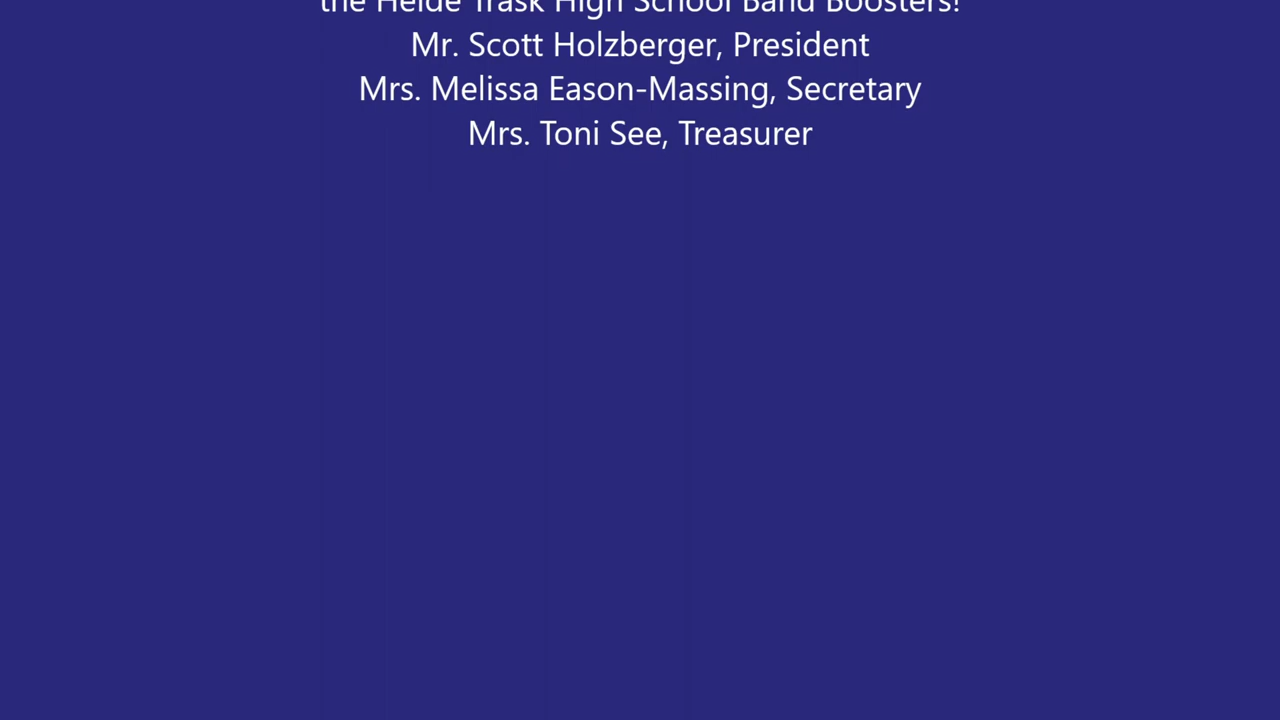 the Heide Trask High School Band Boosters!
Mr. Scott Holzberger, President
Mrs. Melissa Eason-Massing, Secretary
Mrs. Toni See, Treasurer